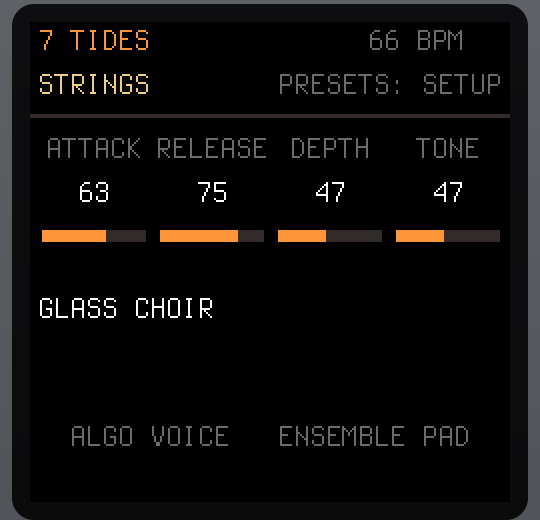 7 TIDES 66 BPM
STRINGS PRESETS: SETUP
ATTACK RELEASE DEPTH TONE
63 75 47 47
GLASS CHOIR
ALGO VOICE ENSEMBLE PAD